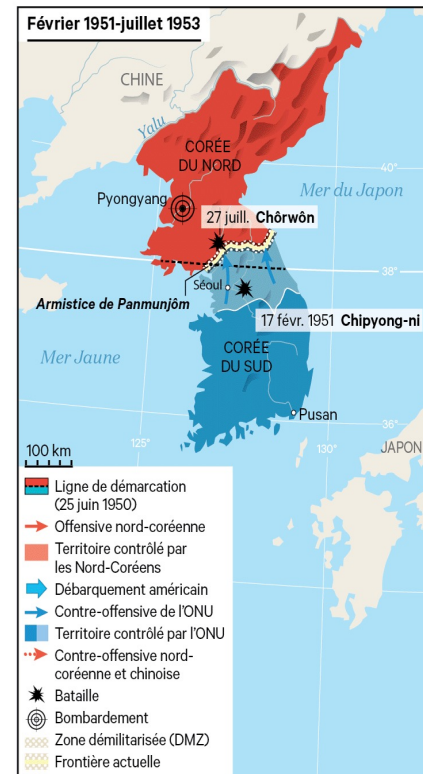 Février 1951-juillet 1953
CHINE
Yalu
CORÉE
DU NORD
40°
Pyongyang
Mer du Japon
27 juill. Chôrwôn
38°
Séoul
Armistice de Panmunjôm
17 févr. 1951 Chipyong-ni
Mer Jaune
CORÉE
DU SUD
Pusan
36°
125°
130°
JAPON
100 km
Ligne de démarcation
(25 juin 1950)
Offensive nord-coréenne
Territoire contrôlé par
les Nord-Coréens
Débarquement américain
Contre-offensive de l'ONU
Territoire contrôlé par l'ONU
Contre-offensive nord-
coréenne et chinoise
Bataille
Bombardement
Zone démilitarisée (DMZ)
Frontière actuelle